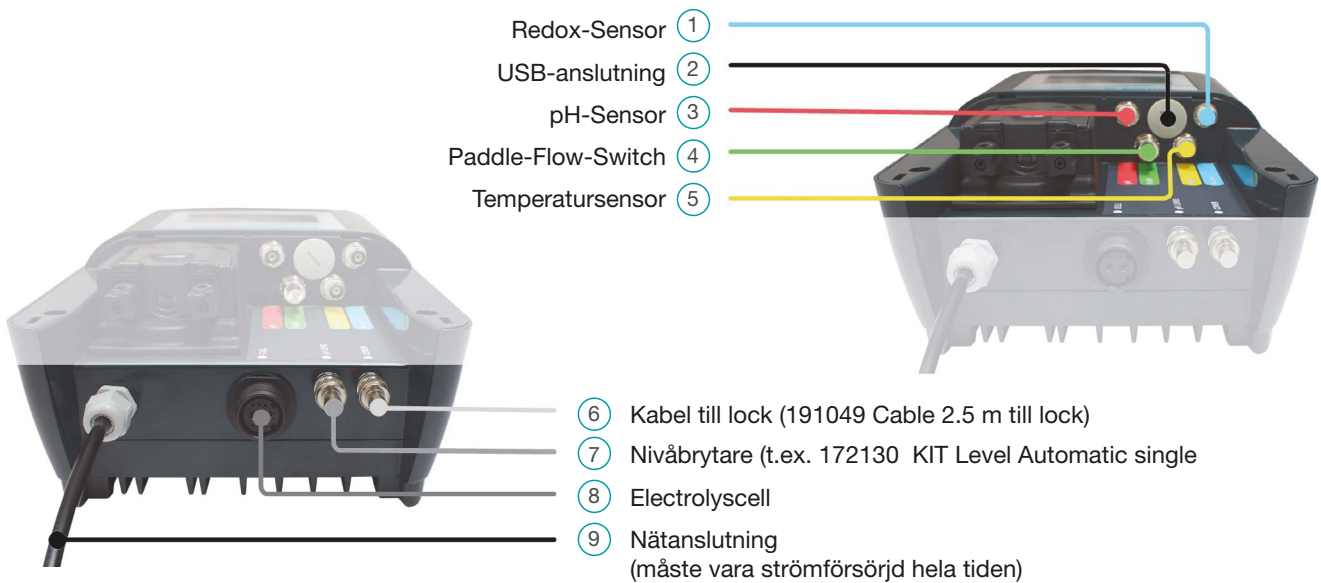 Redox-Sensor 1
USB-anslutning 2
pH-Sensor 3
Paddle-Flow-Switch 4
Temperatursensor 5
6 Kabel till lock (191049 Cable 2.5 m till lock)
7 Nivåbrytare (t.ex. 172130 KIT Level Automatic single
8 Electrolyscell
9 Nätanslutning
(måste vara strömförsörjd hela tiden)